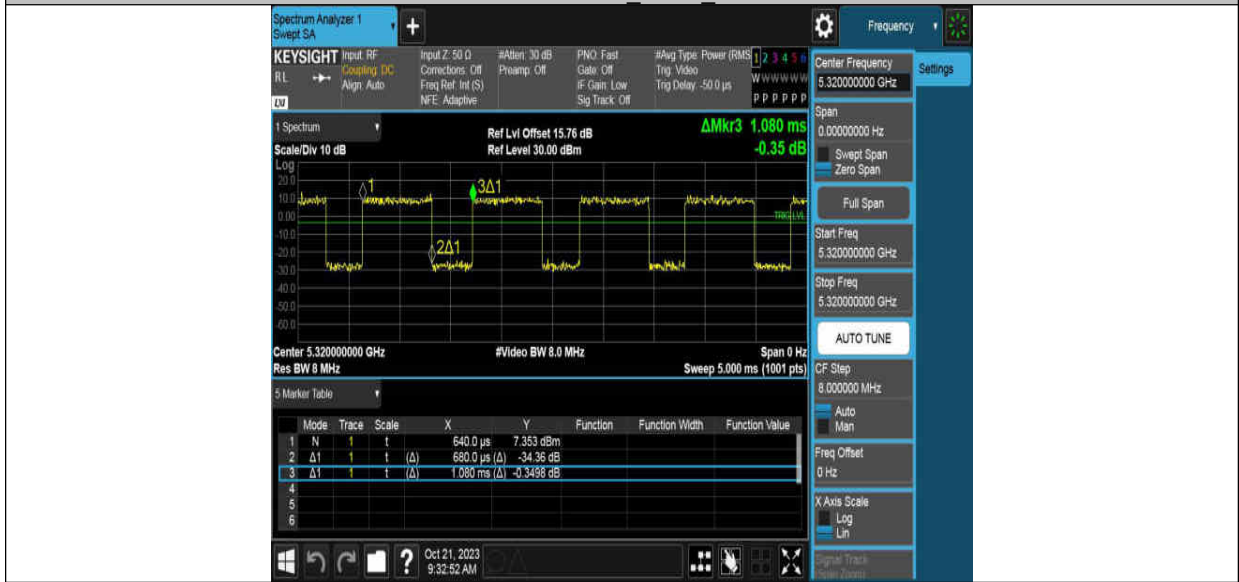 Spectrum Analyzer 1
Swept SA
+
Frequency
KEYSIGHT
RL
LXI
Input: RF
Coupling: DC
Align: Auto
Input Z: 50 Ω
Corrections: Off
Freq Ref: Int (S)
NFE: Adaptive
#Atten: 30 dB
Preamp: Off
PNO: Fast
Gate: Off
IF Gain: Low
Sig Track: Off
#Avg Type: Power (RMS
Trig: Video
Trig Delay: -50.0 µs
1 2 3 4 5 6
W W W W W W
P P P P P P
1 Spectrum
Scale/Div 10 dB
Ref Lvl Offset 15.76 dB
Ref Level 30.00 dBm
ΔMkr3 1.080 ms
-0.35 dB
Log
20.0
10.0
0.00
-10.0
-20.0
-30.0
-40.0
-50.0
-60.0
1
3Δ1
2Δ1
TRIG LVL
Center 5.320000000 GHz
#Video BW 8.0 MHz
Span 0 Hz
Res BW 8 MHz
Sweep 5.000 ms (1001 pts)
5 Marker Table
Mode Trace Scale X Y Function Function Width Function Value
1 N 1 t 640.0 µs 7.353 dBm
2 Δ1 1 t (Δ) 680.0 µs (Δ) -34.36 dB
3 Δ1 1 t (Δ) 1.080 ms (Δ) -0.3498 dB
4
5
6
Oct 21, 2023
9:32:52 AM
?
Center Frequency
5.320000000 GHz
Settings
Span
0.00000000 Hz
Swept Span
Zero Span
Full Span
Start Freq
5.320000000 GHz
Stop Freq
5.320000000 GHz
AUTO TUNE
CF Step
8.000000 MHz
Auto
Man
Freq Offset
0 Hz
X Axis Scale
Log
Lin
Signal Track
(Span Zoom)